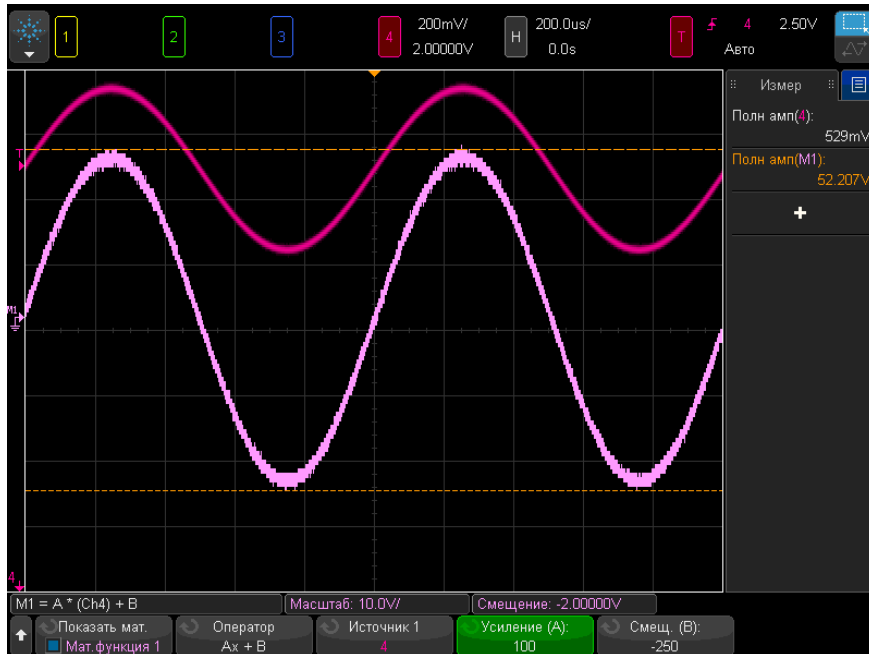 1 2 3 4 200mV/ H 200.0us/ T 4 2.50V
2.00000V 0.0s Авто
Измер
Полн амп(4):
529mV
Полн амп(M1):
52.207V
+
T
M1
4
M1 = A * (Ch4) + B Масштаб: 10.0V/ Смещение: -2.00000V
Показать мат. Оператор Источник 1 Усиление (A): Смещ. (B):
Мат.функция 1 Ax + B 4 100 -250